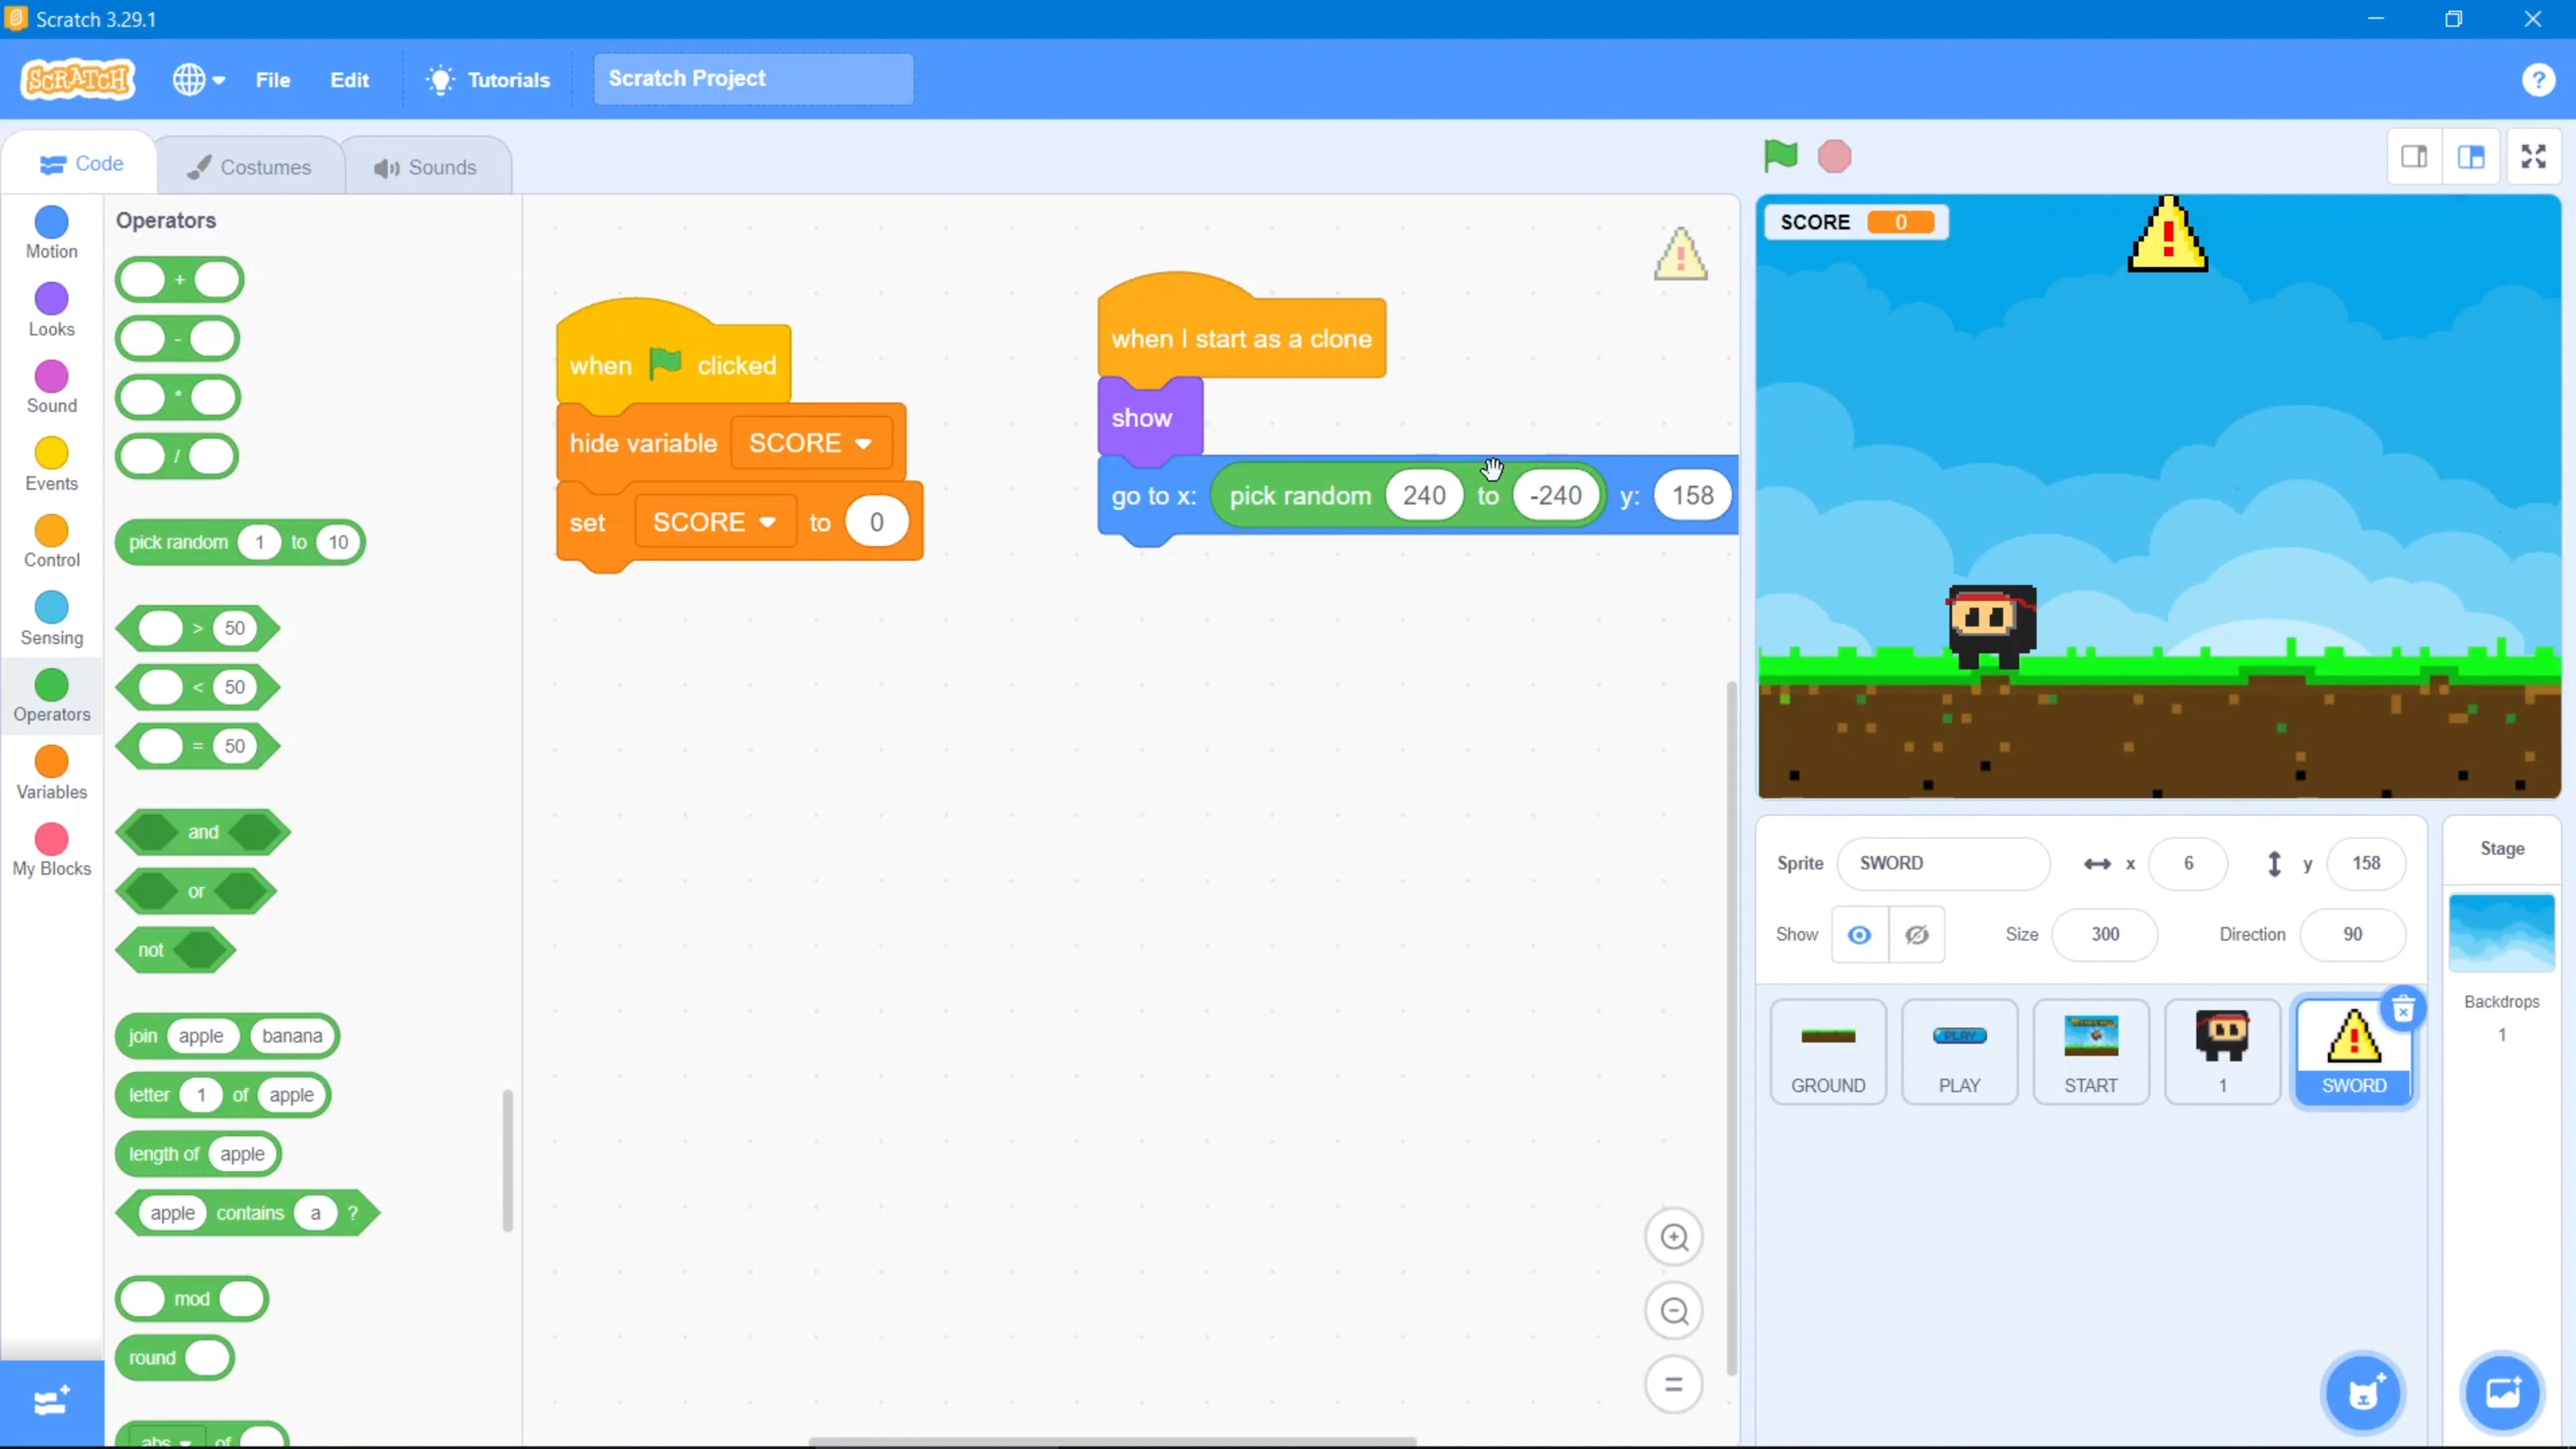 Scratch 3.29.1
SCRATCH
File
Edit
Tutorials
Scratch Project
?
Code
Costumes
Sounds
Motion
Looks
Sound
Events
Control
Sensing
Operators
Variables
My Blocks
Operators
+
-
*
/
pick random 1 to 10
> 50
< 50
= 50
and
or
not
join apple banana
letter 1 of apple
length of apple
apple contains a ?
mod
round
abs of
when clicked
hide variable SCORE
set SCORE to 0
when I start as a clone
show
go to x: pick random 240 to -240 y: 158
SCORE 0
!
Sprite SWORD x 6 y 158
Show Size 300 Direction 90
GROUND
PLAY
PLAY
START
1
SWORD
Stage
Backdrops
1